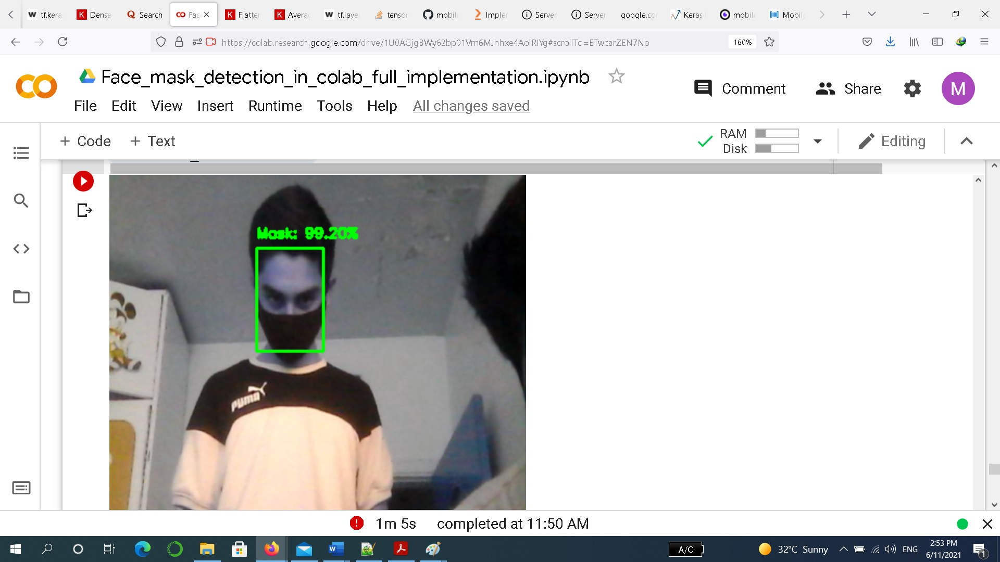 tf.kera
Dense
Search
Fac
Flatter
Avera
tf.laye
tensor
mobil
Imple
Server
Server
google.co
Keras
mobil
Mobil
https://colab.research.google.com/drive/1U0AGjgBWy62bp01Vm6MJhhxe4AolRIYg#scrollTo=ETwcarZEN7Np
160%
Face_mask_detection_in_colab_full_implementation.ipynb
Comment
Share
M
File Edit View Insert Runtime Tools Help All changes saved
+ Code + Text
RAM
Disk
Editing
Mask: 99.20%
PUMA
1m 5s completed at 11:50 AM
A/C
32°C Sunny
ENG
2:53 PM
6/11/2021
1